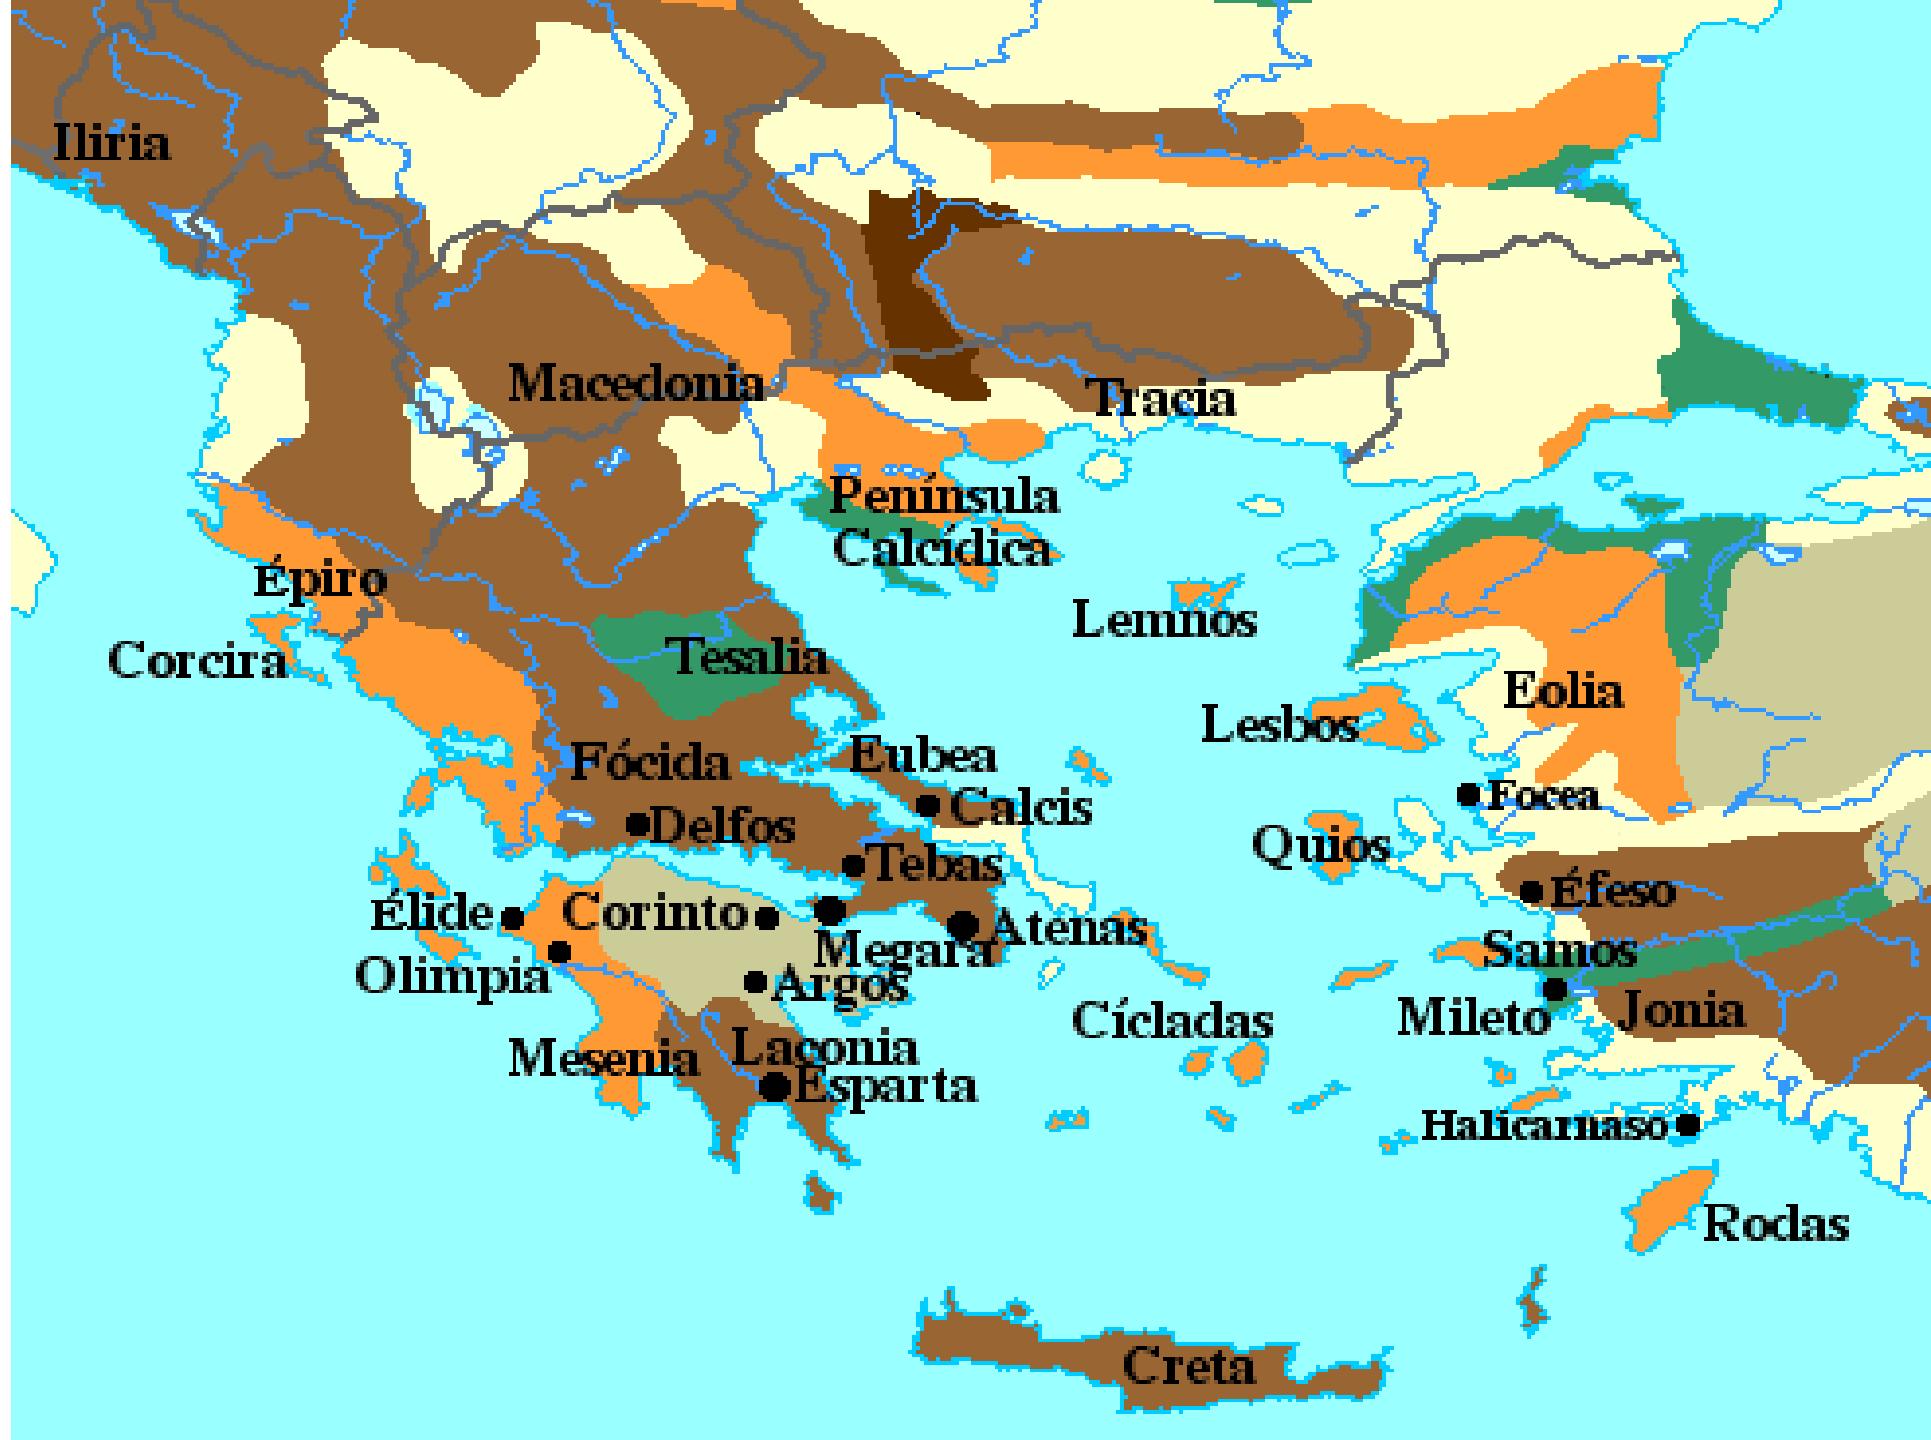 Iliria
Macedonia
Tracia
Península
Calcídica
Épiro
Lemnos
Corcira
Tesalia
Eolia
Lesbos
Fócida
Eubea
Focea
Calcis
Delfos
Quios
Tebas
Éfeso
Élide
Corinto
Atenas
Megara
Samos
Olimpia
Argos
Cícladas
Mileto
Jonia
Mesenia
Laconia
Esparta
Halicarnaso
Rodas
Creta